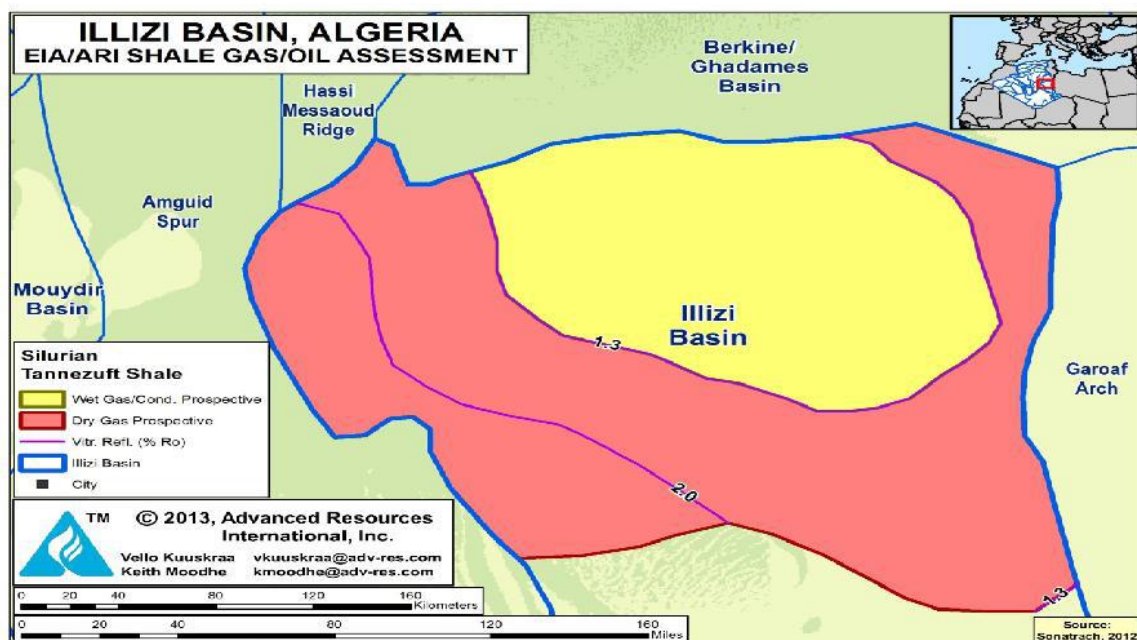 ILLIZI BASIN, ALGERIA
EIA/ARI SHALE GAS/OIL ASSESSMENT
Berkine/
Ghadames
Basin
Hassi
Messaoud
Ridge
Amguid
Spur
Mouydir
Basin
Illizi
Basin
1.3
Garoaf
Arch
2.0
1.3
Silurian
Tannezuft Shale
Wet Gas/Cond. Prospective
Dry Gas Prospective
Vitr. Refl. (% Ro)
Illizi Basin
City
TM
© 2013, Advanced Resources
International, Inc.
Vello Kuuskraa vkuuskraa@adv-res.com
Keith Moodhe kmoodhe@adv-res.com
0 20 40 80 120 160
Kilometers
0 20 40 80 120 160
Miles
Source:
Sonatrach, 2012